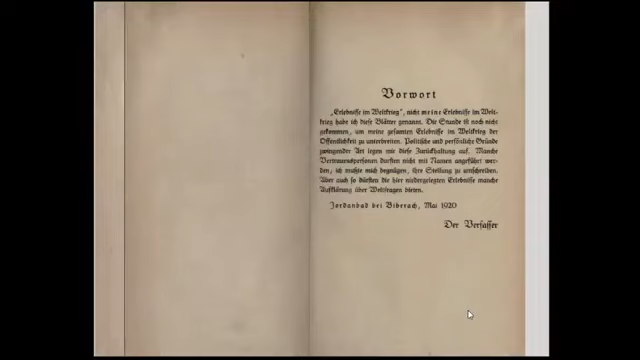 Vorwort
„Erlebnisse im Weltkrieg", nicht meine Erlebnisse im Welt-
krieg habe ich diese Blätter genannt. Die Stunde ist noch nicht
gekommen, um meine gesamten Erlebnisse im Weltkrieg der
Öffentlichkeit zu unterbreiten. Politische und persönliche Gründe
zwingender Art legen mir diese Zurückhaltung auf. Manche
Vertrauenspersonen durften nicht mit Namen angeführt wer-
den, ich mußte mich begnügen, ihre Stellung zu umschreiben.
Aber auch so dürften die hier niedergelegten Erlebnisse manche
Aufklärung über Weltfragen bieten.
Jordanbad bei Biberach, Mai 1920
Der Verfasser